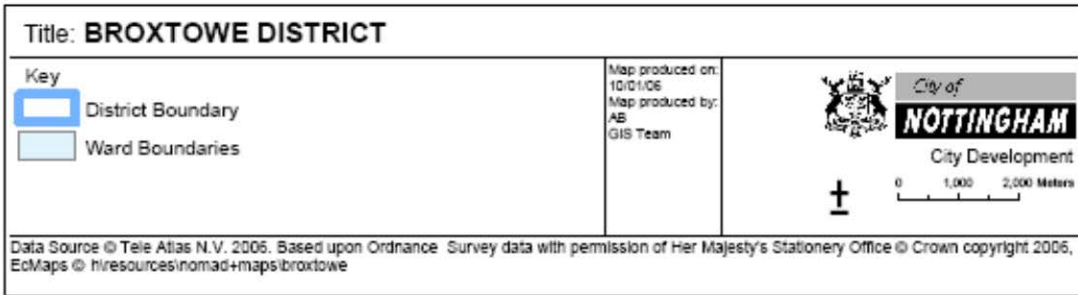 Title: BROXTOWE DISTRICT
Key
District Boundary
Ward Boundaries
Map produced on:
10/01/06
Map produced by:
AB
GIS Team
City of
NOTTINGHAM
City Development
0 1,000 2,000 Meters
Data Source © Tele Atlas N.V. 2006. Based upon Ordnance Survey data with permission of Her Majesty's Stationery Office © Crown copyright 2006,
EcMaps © h\resources\nomad+maps\broxtowe